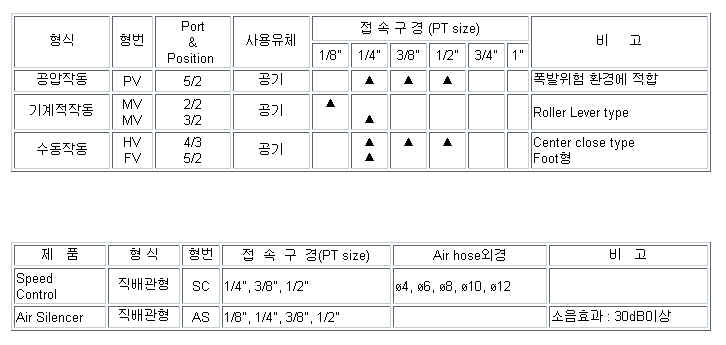 형식 형번 Port & Position 사용유체 접 속 구 경 (PT size) 비 고
1/8" 1/4" 3/8" 1/2" 3/4" 1"
공압작동 PV 5/2 공기 ▲ ▲ ▲ 폭발위험 환경에 적합
기계적작동 MV 2/2 공기 ▲ Roller Lever type
MV 3/2 ▲
수동작동 HV 4/3 공기 ▲ ▲ ▲ Center close type
FV 5/2 ▲ Foot형
제 품 형 식 형번 접 속 구 경(PT size) Air hose외경 비 고
Speed Control 직배관형 SC 1/4", 3/8", 1/2" ø4, ø6, ø8, ø10, ø12
Air Silencer 직배관형 AS 1/8", 1/4", 3/8", 1/2" 소음효과 : 30dB이상